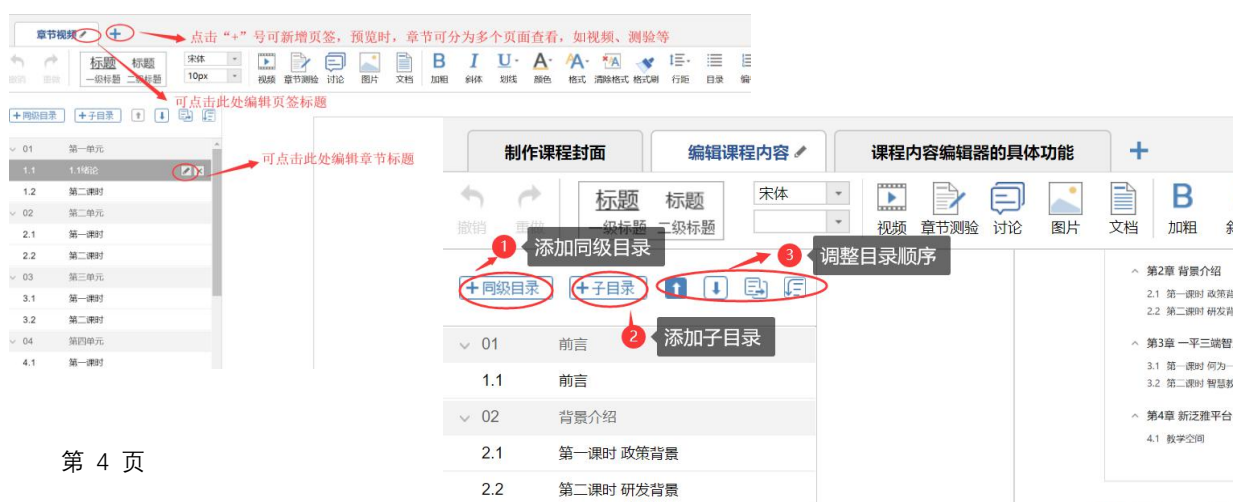 章节视频
点击“+”号可新增页签，预览时，章节可分为多个页面查看，如视频、测验等
撤销 重做 标题 一级标题 标题 二级标题 宋体 10px 视频 章节测验 讨论 图片 文档 B 加粗 I 斜体 U 划线 A 颜色 A 格式 清除格式 格式刷 行距 目录
可点击此处编辑页签标题
+同级目录 +子目录
01 第一单元
1.1 1.1绪论
可点击此处编辑章节标题
1.2 第二课时
02 第二单元
2.1 第一课时
2.2 第二课时
03 第三单元
3.1 第一课时
3.2 第二课时
04 第四单元
4.1 第一课时
第 4 页
制作课程封面 编辑课程内容 课程内容编辑器的具体功能 +
撤销 重做 标题 一级标题 标题 二级标题 宋体 视频 章节测验 讨论 图片 文档 B 加粗
1 添加同级目录
3 调整目录顺序
+同级目录 +子目录
2 添加子目录
01 前言
1.1 前言
02 背景介绍
2.1 第一课时 政策背景
2.2 第二课时 研发背景
第2章 背景介绍
2.1 第一课时 政策
2.2 第二课时 研发
第3章 一平三端智
3.1 第一课时 何为一
3.2 第二课时 智慧
第4章 新泛雅平台
4.1 教学空间